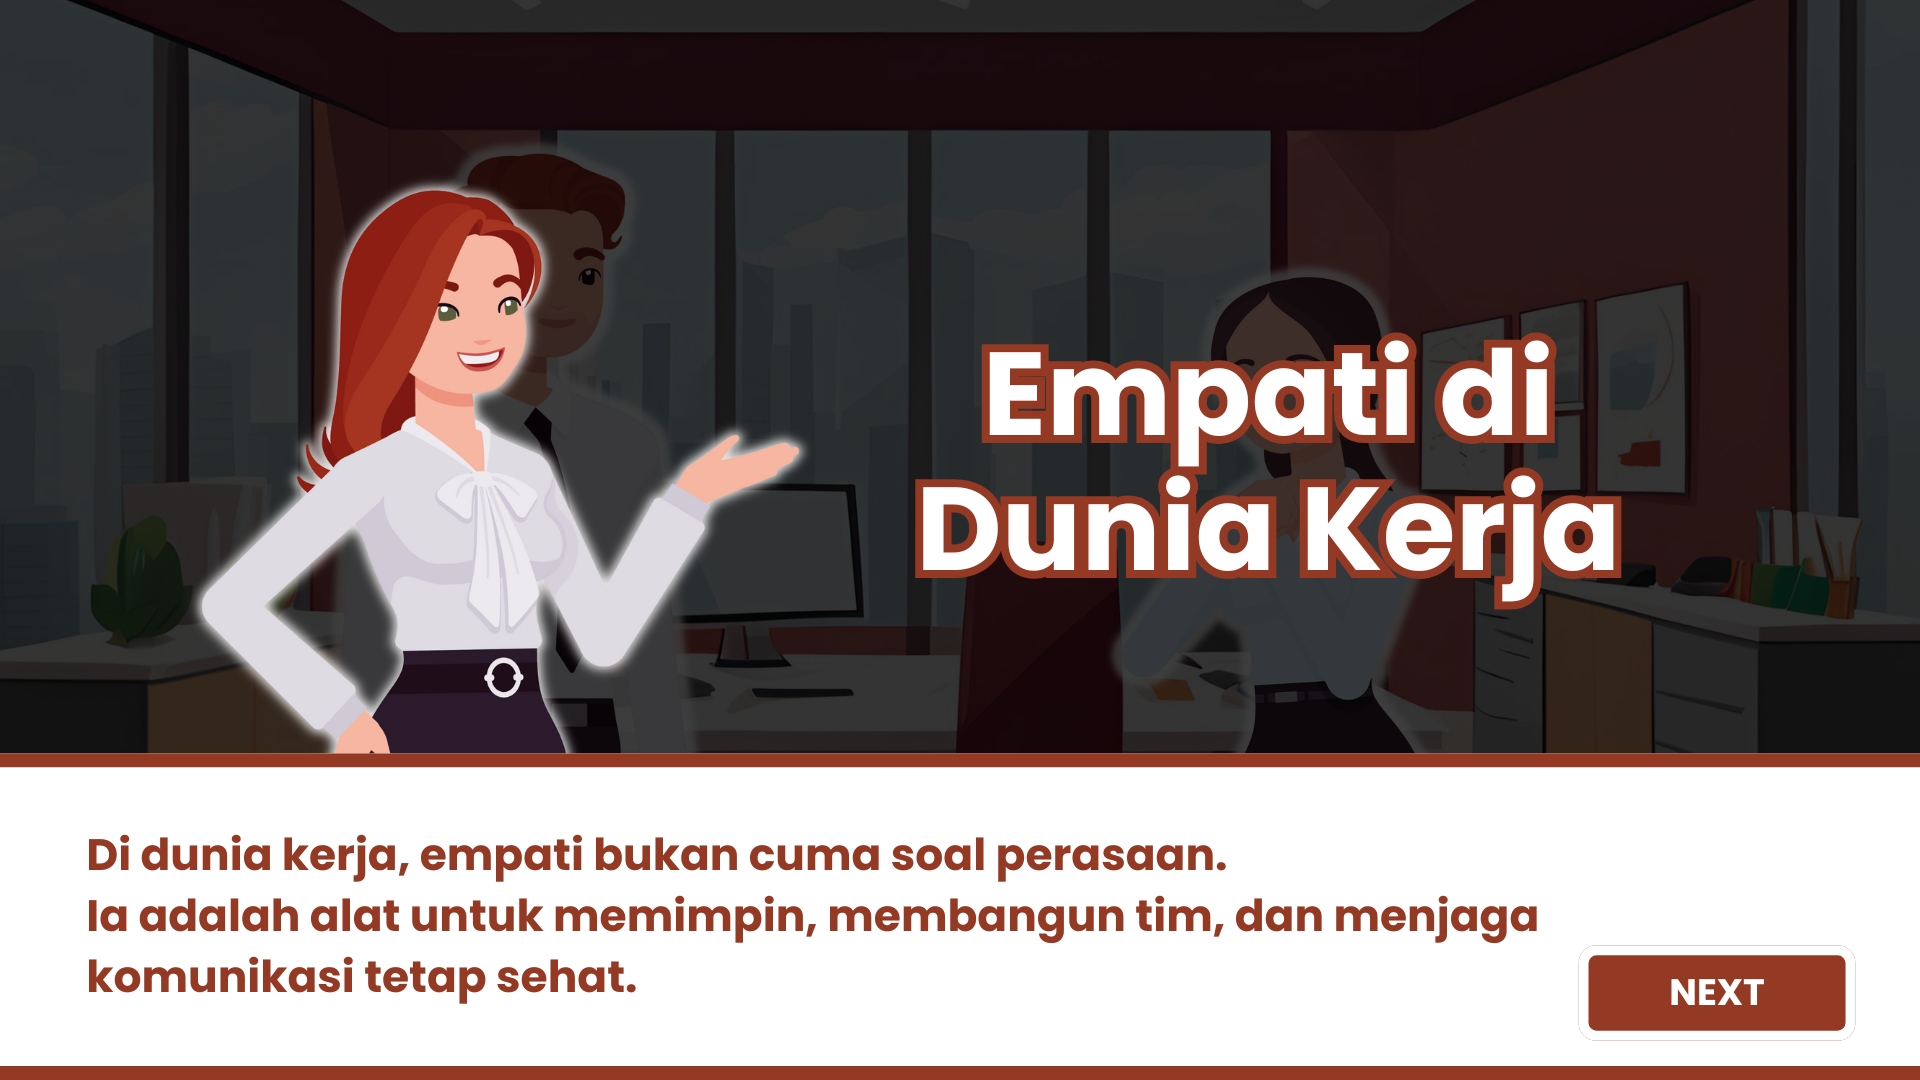 Empati di
Dunia Kerja
Di dunia kerja, empati bukan cuma soal perasaan.
Ia adalah alat untuk memimpin, membangun tim, dan menjaga
komunikasi tetap sehat.
NEXT